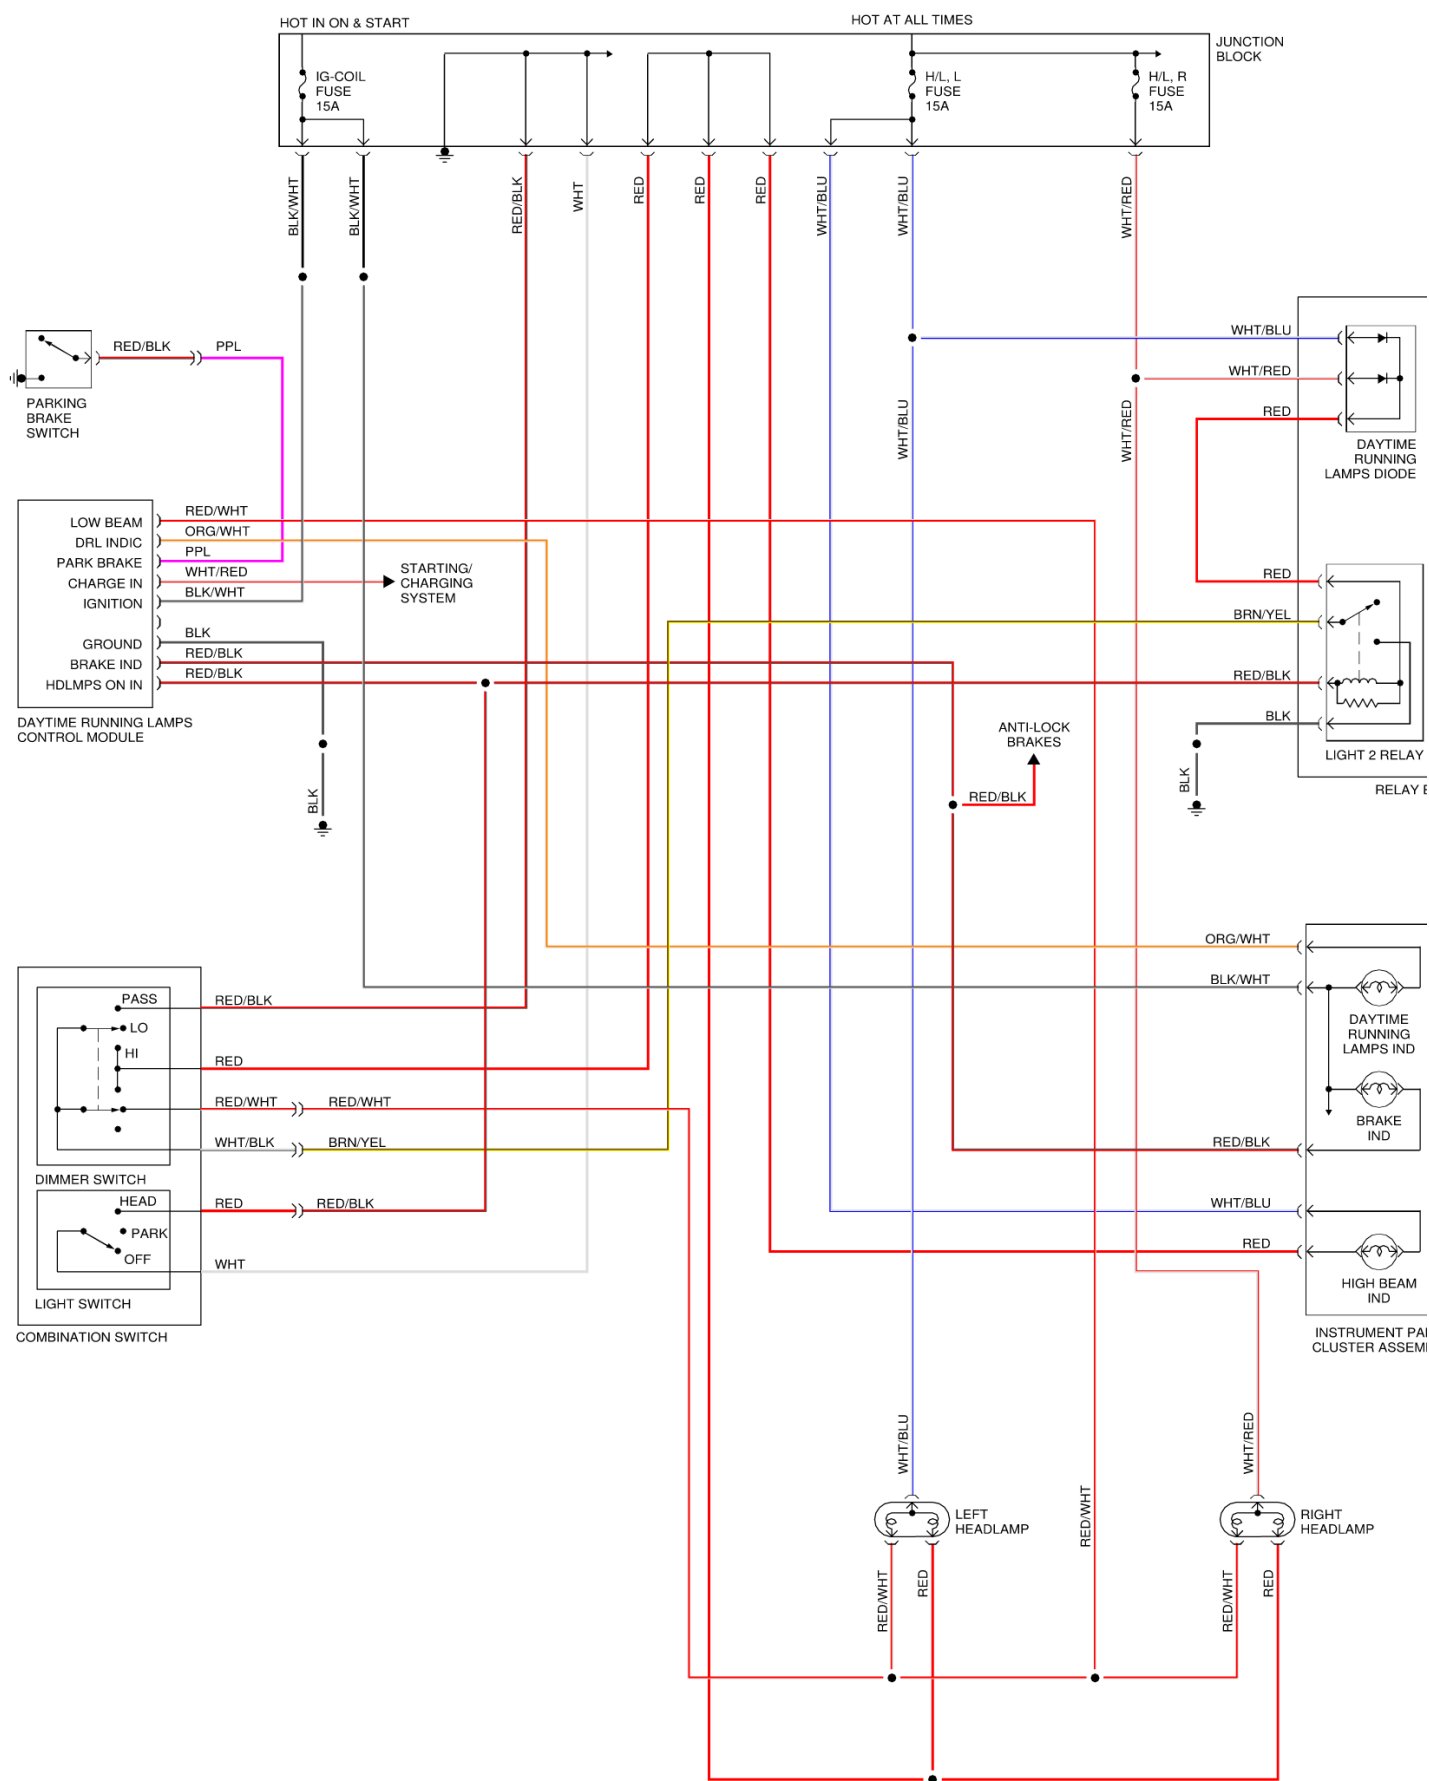 HOT IN ON & START
HOT AT ALL TIMES
JUNCTION
BLOCK
IG-COIL
FUSE
15A
H/L, L
FUSE
15A
H/L, R
FUSE
15A
BLK/WHT
BLK/WHT
RED/BLK
WHT
RED
RED
RED
WHT/BLU
WHT/BLU
WHT/RED
RED/BLK
PPL
PARKING
BRAKE
SWITCH
WHT/BLU
WHT/RED
RED
WHT/BLU
WHT/RED
DAYTIME
RUNNING
LAMPS DIODE
LOW BEAM
DRL INDIC
PARK BRAKE
CHARGE IN
IGNITION
GROUND
BRAKE IND
HDLMPS ON IN
RED/WHT
ORG/WHT
PPL
WHT/RED
BLK/WHT
BLK
RED/BLK
RED/BLK
STARTING/
CHARGING
SYSTEM
DAYTIME RUNNING LAMPS
CONTROL MODULE
BLK
RED
BRN/YEL
RED/BLK
BLK
BLK
LIGHT 2 RELAY
RELAY
ANTI-LOCK
BRAKES
RED/BLK
ORG/WHT
BLK/WHT
DAYTIME
RUNNING
LAMPS IND
BRAKE
IND
RED/BLK
WHT/BLU
RED
HIGH BEAM
IND
INSTRUMENT PA
CLUSTER ASSEM
PASS
LO
HI
RED/BLK
RED
RED/WHT
RED/WHT
WHT/BLK
BRN/YEL
DIMMER SWITCH
HEAD
PARK
OFF
RED
RED/BLK
WHT
LIGHT SWITCH
COMBINATION SWITCH
WHT/BLU
WHT/RED
RED/WHT
LEFT
HEADLAMP
RIGHT
HEADLAMP
RED/WHT
RED
RED/WHT
RED